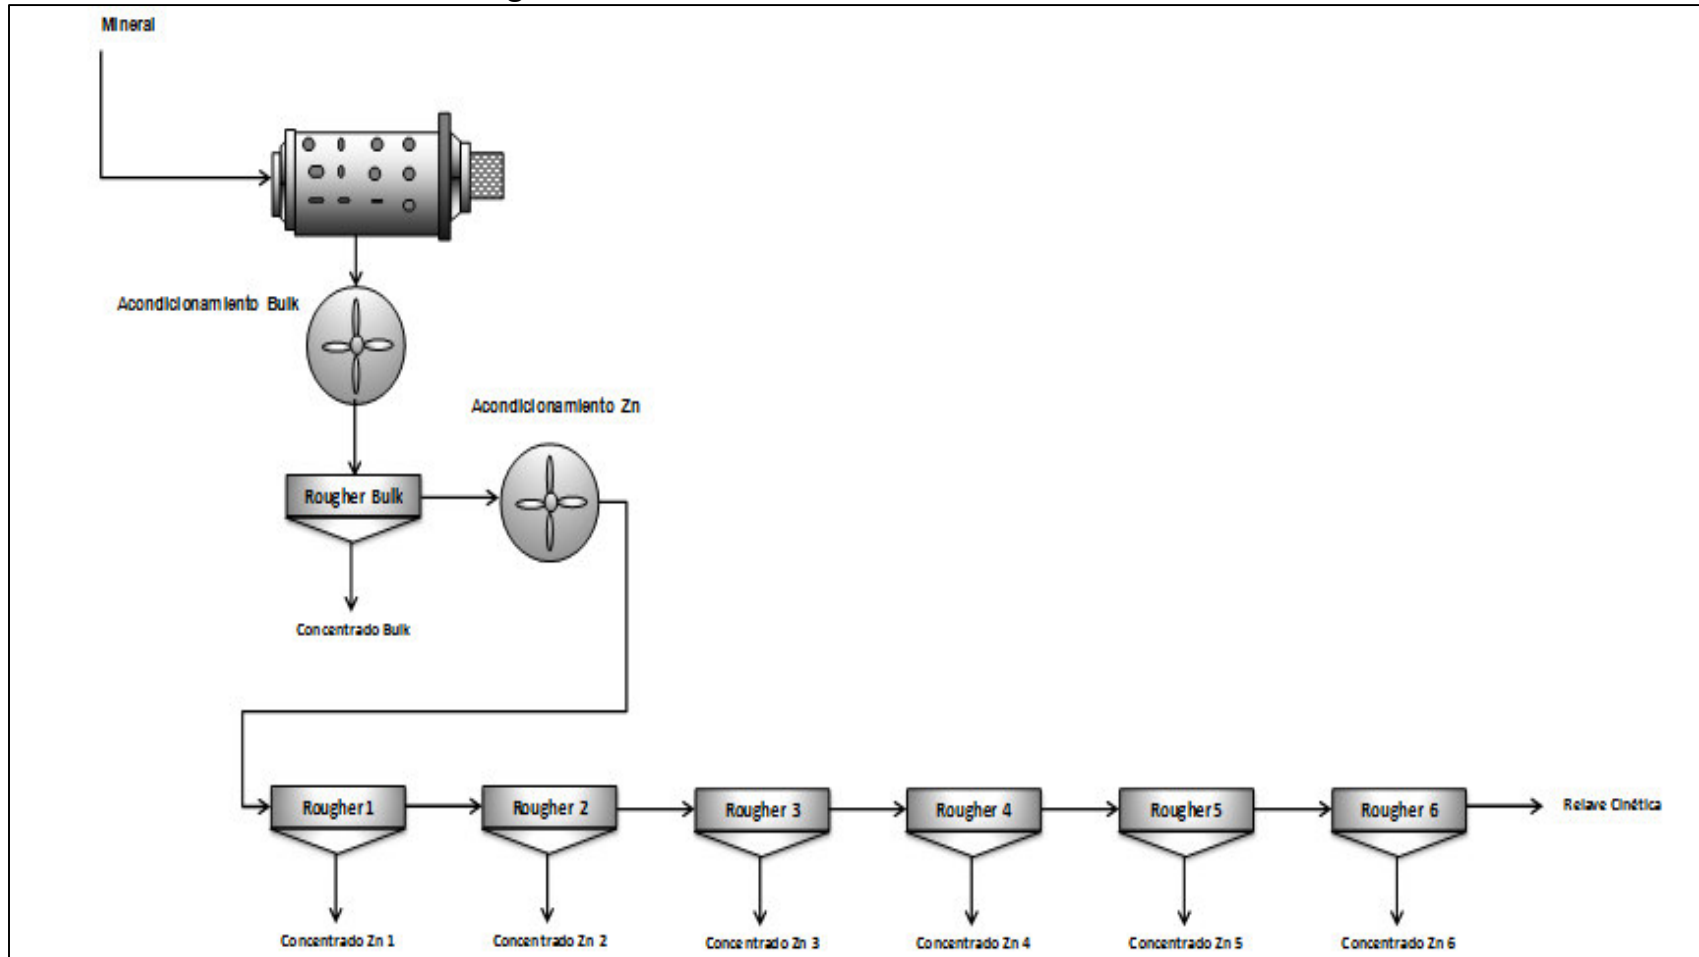 Mineral
Acondicionamiento Bulk
Acondicionamiento Zn
Rougher Bulk
Concentrado Bulk
Rougher 1
Rougher 2
Rougher 3
Rougher 4
Rougher 5
Rougher 6
Relave Cinética
Concentrado Zn 1
Concentrado Zn 2
Concentrado Zn 3
Concentrado Zn 4
Concentrado Zn 5
Concentrado Zn 6